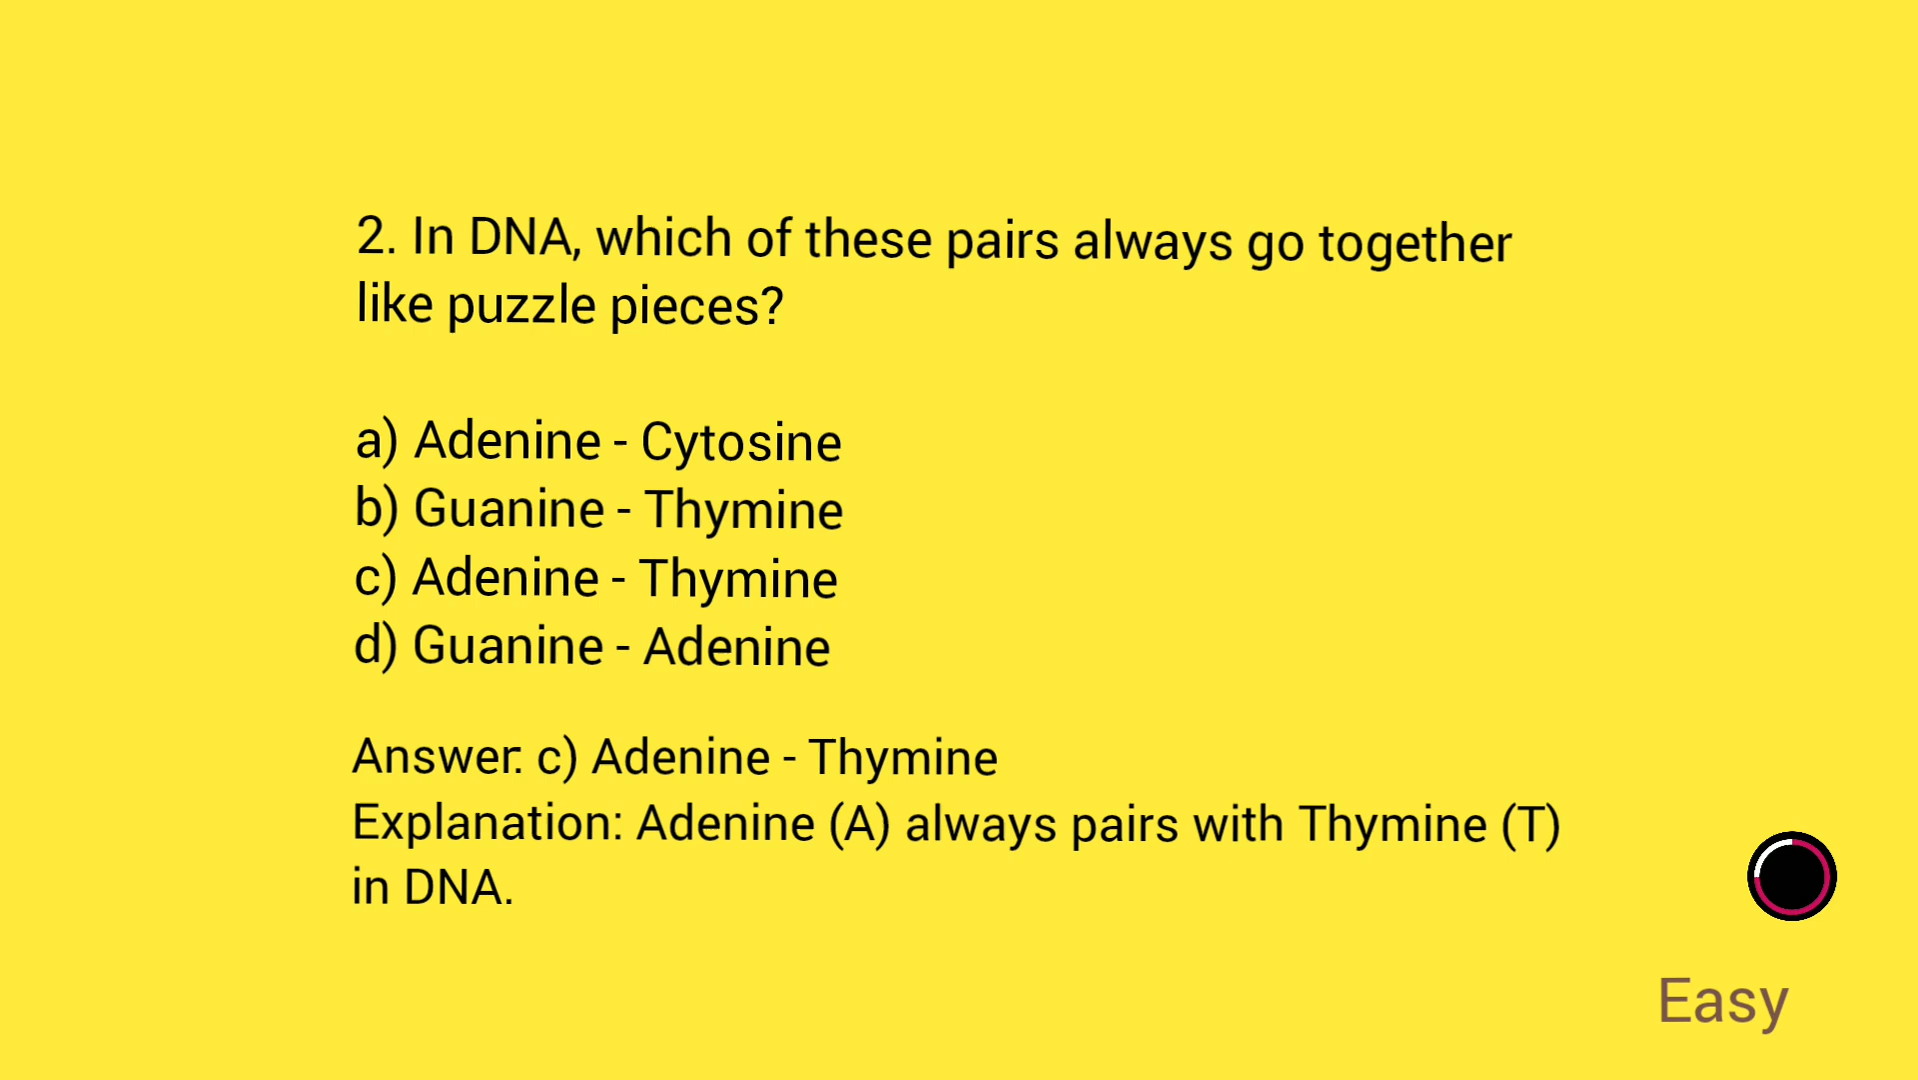 2. In DNA, which of these pairs always go together
like puzzle pieces?
a) Adenine - Cytosine
b) Guanine - Thymine
c) Adenine - Thymine
d) Guanine - Adenine
Answer: c) Adenine - Thymine
Explanation: Adenine (A) always pairs with Thymine (T)
in DNA.
Easy